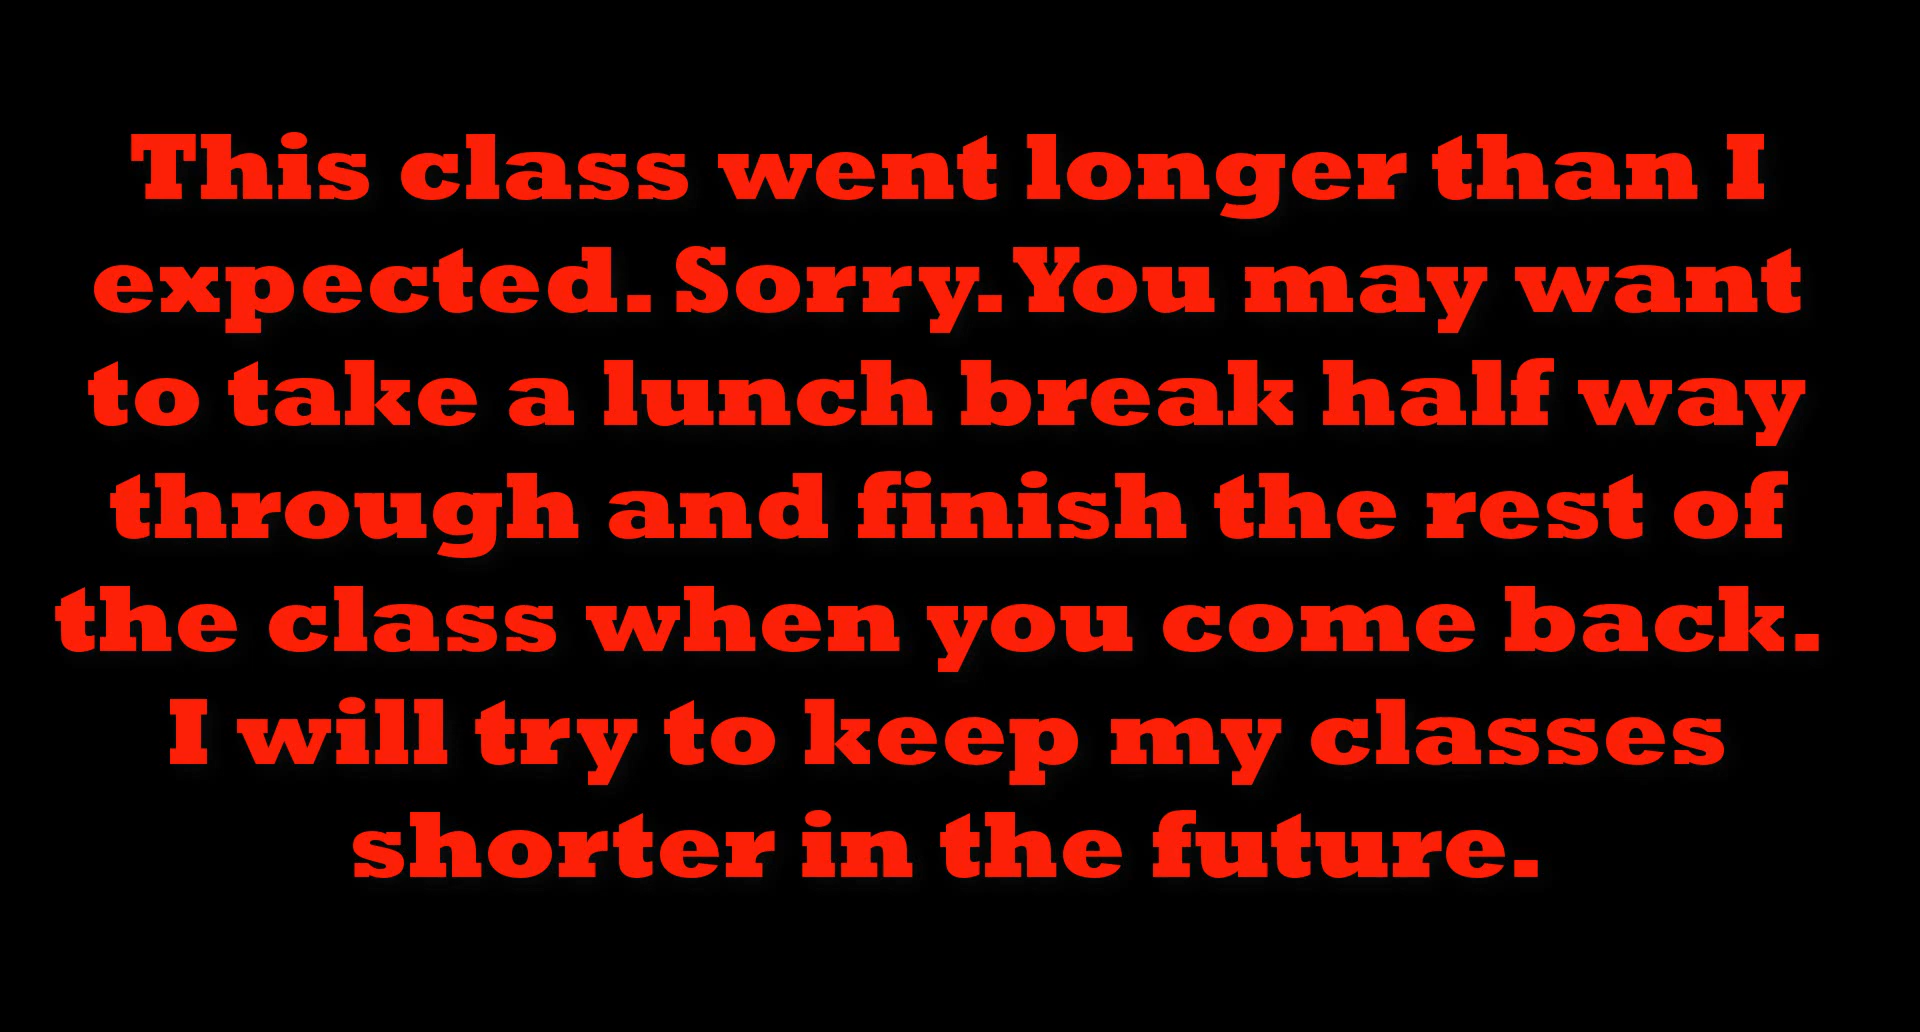 This class went longer than I
expected. Sorry. You may want
to take a lunch break half way
through and finish the rest of
the class when you come back.
I will try to keep my classes
shorter in the future.